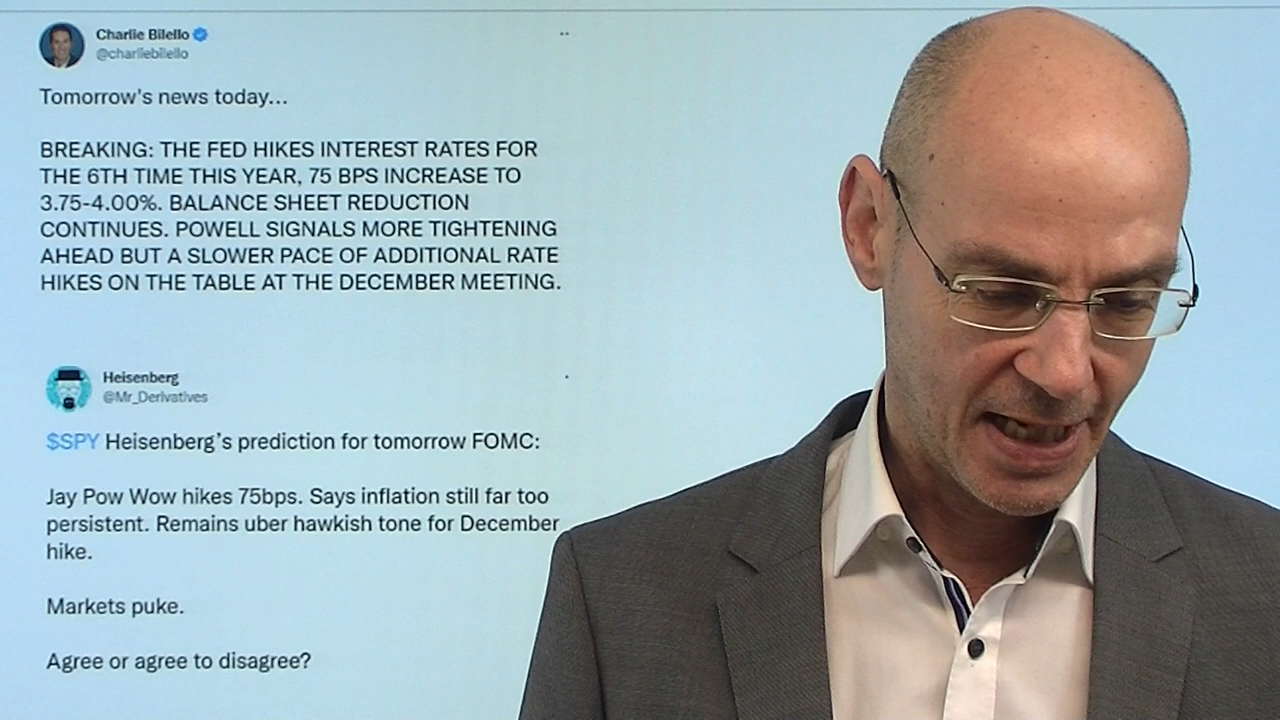 Charlie Bilello
@charliebilello
Tomorrow's news today...
BREAKING: THE FED HIKES INTEREST RATES FOR
THE 6TH TIME THIS YEAR, 75 BPS INCREASE TO
3.75-4.00%. BALANCE SHEET REDUCTION
CONTINUES. POWELL SIGNALS MORE TIGHTENING
AHEAD BUT A SLOWER PACE OF ADDITIONAL RATE
HIKES ON THE TABLE AT THE DECEMBER MEETING.
Heisenberg
@Mr_Derivatives
$SPY Heisenberg's prediction for tomorrow FOMC:
Jay Pow Wow hikes 75bps. Says inflation still far too
persistent. Remains uber hawkish tone for December
hike.
Markets puke.
Agree or agree to disagree?